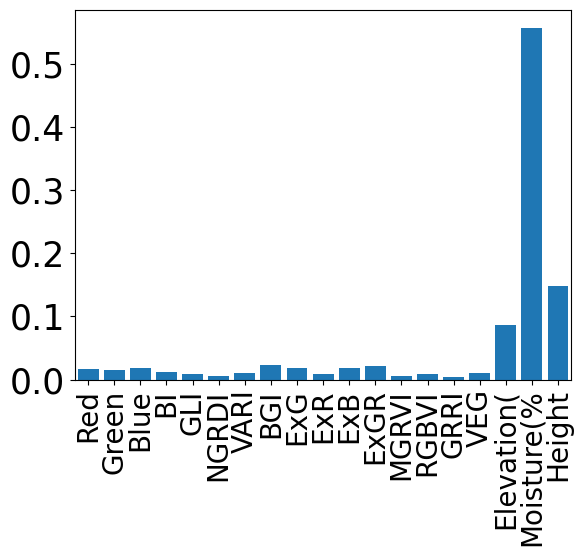 0.5
0.4
0.3
0.2
0.1
0.0
Red
Green
Blue
BI
GLI
NGRDI
VARI
BGI
ExG
ExR
ExB
ExGR
MGRVI
RGBVI
GRRI
VEG
Elevation(
Moisture(%
Height